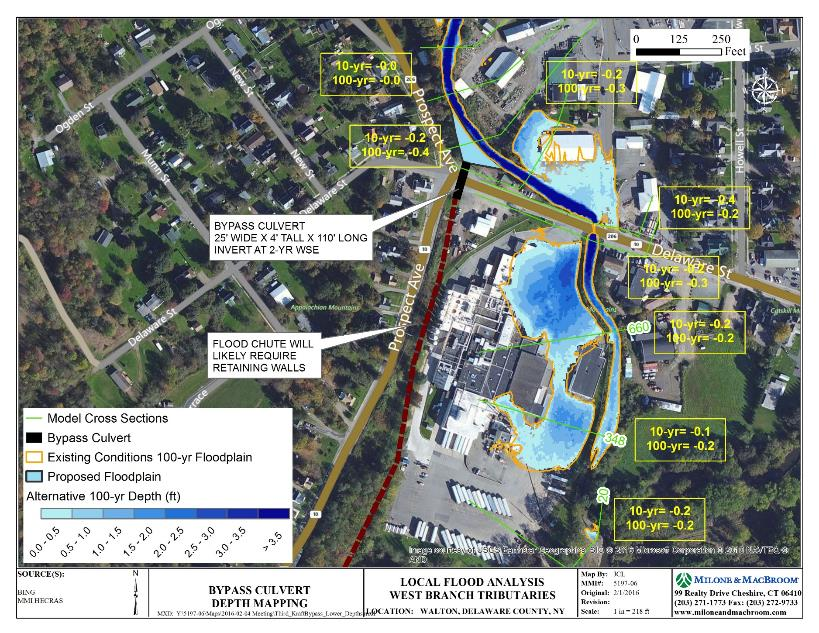 10-yr= -0.0
100-yr= -0.0
10-yr= -0.2
100-yr= -0.3
0 125 250
Feet
10-yr= -0.2
100-yr= -0.4
10-yr= -0.4
100-yr= -0.2
10-yr= -0.2
100-yr= -0.3
10-yr= -0.2
100-yr= -0.2
10-yr= -0.1
100-yr= -0.2
10-yr= -0.2
100-yr= -0.2
Ogden St
New St
New St
Munn St
Delaware St
Delaware St
Prospect Ave
Prospect Ave
Howell St
Delaware St
206
10
10
10
10
Appalachian Mountains
660
348
20
BYPASS CULVERT
25' WIDE X 4' TALL X 110' LONG
INVERT AT 2-YR WSE
FLOOD CHUTE WILL
LIKELY REQUIRE
RETAINING WALLS
Model Cross Sections
Bypass Culvert
Existing Conditions 100-yr Floodplain
Proposed Floodplain
Alternative 100-yr Depth (ft)
0.0 - 0.5
0.5 - 1.0
1.0 - 1.5
1.5 - 2.0
2.0 - 2.5
2.5 - 3.0
3.0 - 3.5
> 3.5
SOURCE(S):
BING
MMI HECRAS
N
BYPASS CULVERT
DEPTH MAPPING
LOCAL FLOOD ANALYSIS
WEST BRANCH TRIBUTARIES
LOCATION: WALTON, DELAWARE COUNTY, NY
Map By: JCL
MMI#: 5197-06
Original: 2/1/2016
Revision:
Scale: 1 in = 218 ft
MILONE & MACBROOM
99 Realty Drive Cheshire, CT 06410
(203) 271-1773 Fax: (203) 272-9733
www.miloneandmacbroom.com